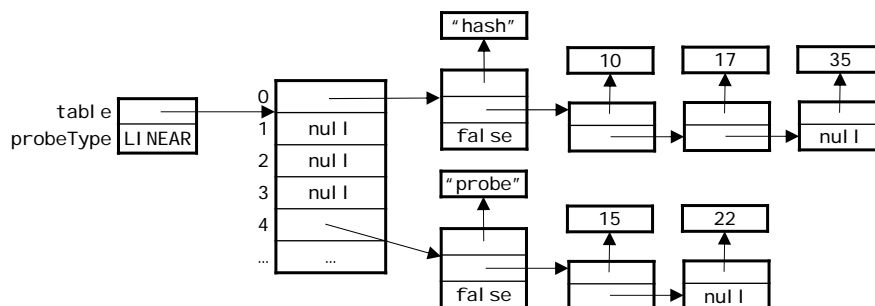 “hash”
10 17 35
0
table
1 null
probeType LINEAR
false
null
2 null
3 null
“probe”
4
15 22
… …
false
null